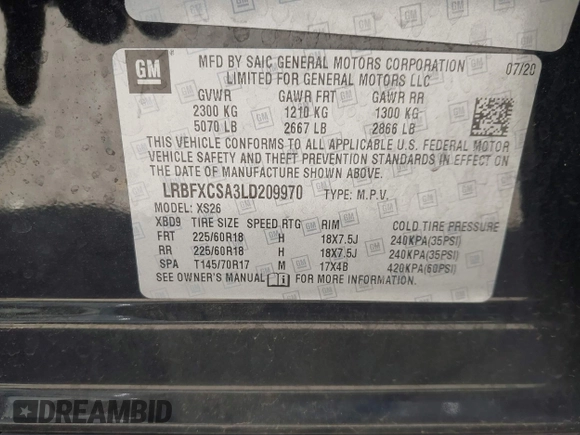 GM
MFD BY SAIC GENERAL MOTORS CORPORATION
LIMITED FOR GENERAL MOTORS LLC
07/20
GVWR GAWR FRT GAWR RR
2300 KG 1210 KG 1300 KG
5070 LB 2667 LB 2866 LB
THIS VEHICLE CONFORMS TO ALL APPLICABLE U.S. FEDERAL MOTOR
VEHICLE SAFETY AND THEFT PREVENTION STANDARDS IN EFFECT ON
THE DATE OF MANUFACTURE SHOWN ABOVE.
LRBFXCSA3LD209970 TYPE: M.P.V.
MODEL: XS26
XBD9 TIRE SIZE SPEED RTG RIM COLD TIRE PRESSURE
FRT 225/60R18 H 18X7.5J 240KPA(35PSI)
RR 225/60R18 H 18X7.5J 240KPA(35PSI)
SPA T145/70R17 M 17X4B 420KPA(60PSI)
SEE OWNER'S MANUAL FOR MORE INFORMATION.
DREAMBID